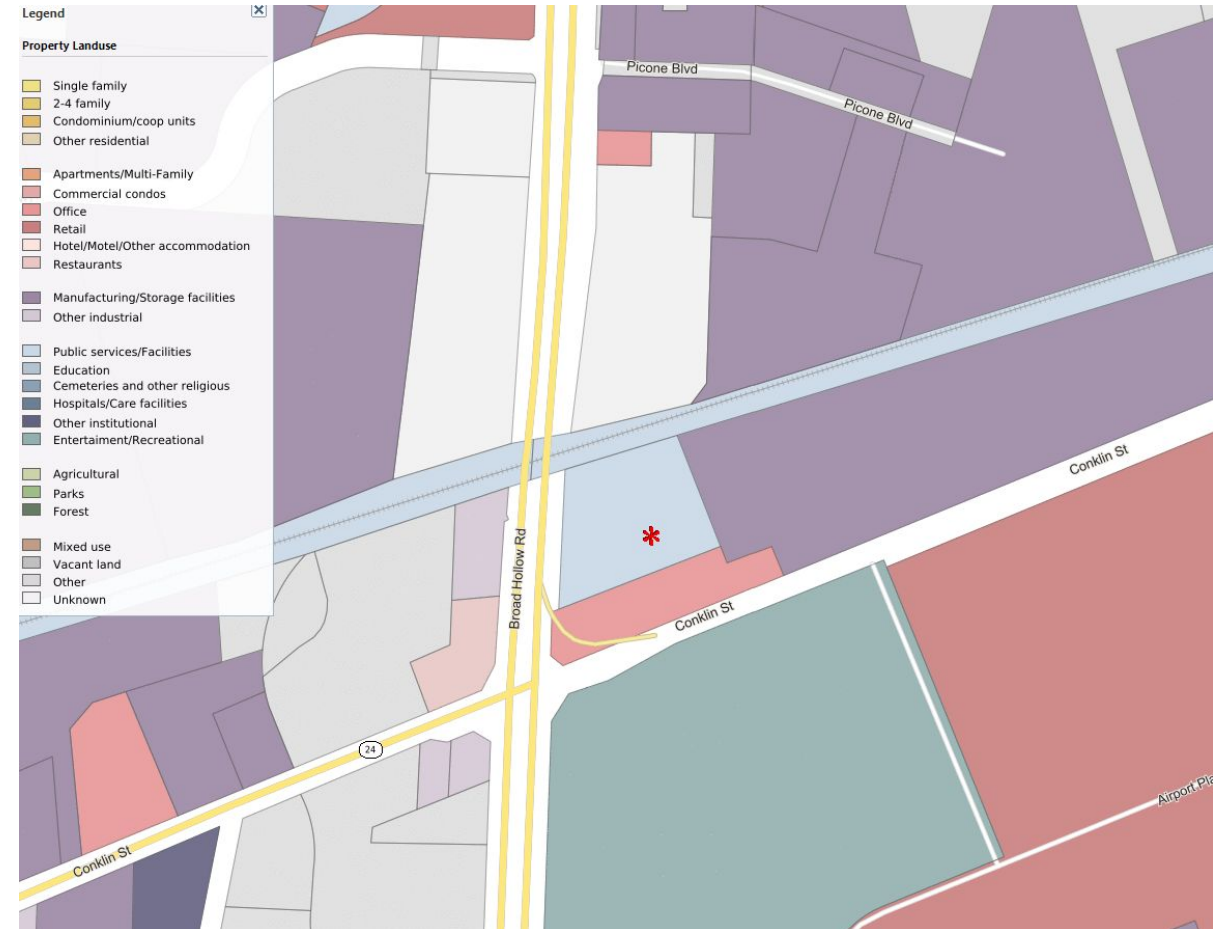 Legend
Property Landuse
Single family
2-4 family
Condominium/coop units
Other residential
Apartments/Multi-Family
Commercial condos
Office
Retail
Hotel/Motel/Other accommodation
Restaurants
Manufacturing/Storage facilities
Other industrial
Public services/Facilities
Education
Cemeteries and other religious
Hospitals/Care facilities
Other institutional
Entertaiment/Recreational
Agricultural
Parks
Forest
Mixed use
Vacant land
Other
Unknown
Picone Blvd
Picone Blvd
Conklin St
Broad Hollow Rd
Conklin St
24
Airport Pla
Conklin St